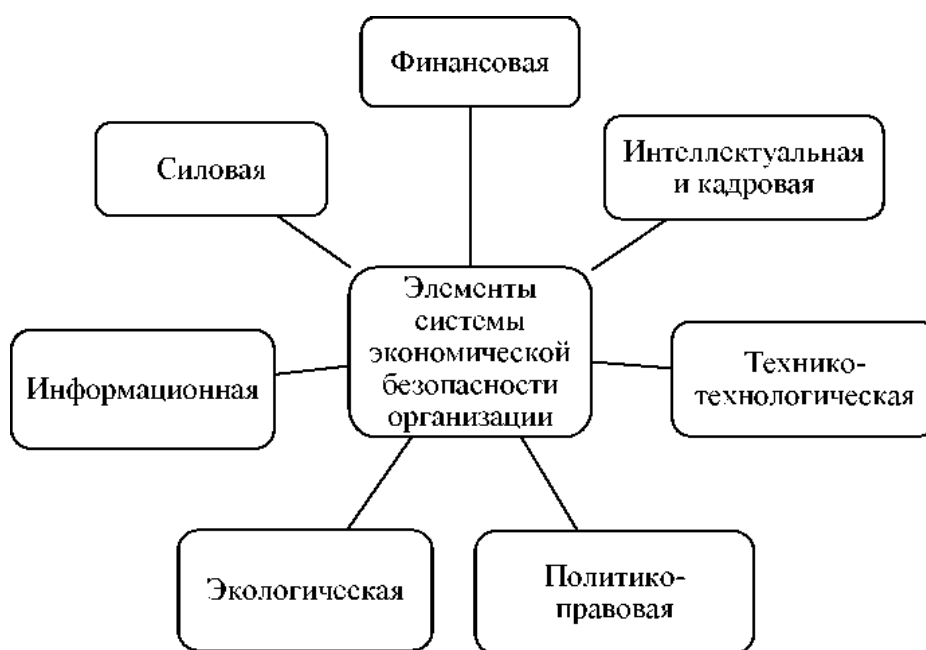 Финансовая
Силовая
Интеллектуальная
и кадровая
Элементы
системы
экономической
безопасности
организации
Информационная
Технико-
технологическая
Экологическая
Политико-
правовая